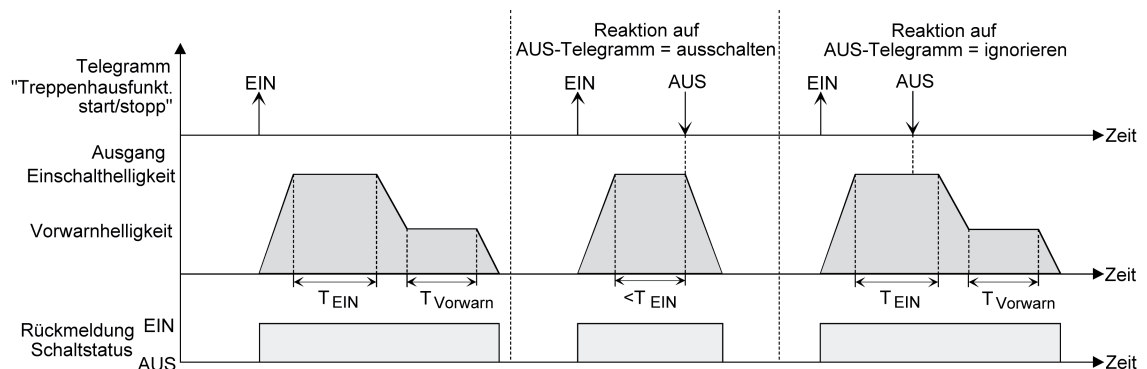 Reaktion auf
AUS-Telegramm = ausschalten
Reaktion auf
AUS-Telegramm = ignorieren
Telegramm
"Treppenhausfunkt.
start/stopp"
EIN
EIN
AUS
EIN
AUS
Zeit
Ausgang
Einschalthelligkeit
Vorwarnhelligkeit
Zeit
T EIN
T Vorwarn
<T EIN
T EIN
T Vorwarn
Rückmeldung
Schaltstatus
EIN
AUS
Zeit